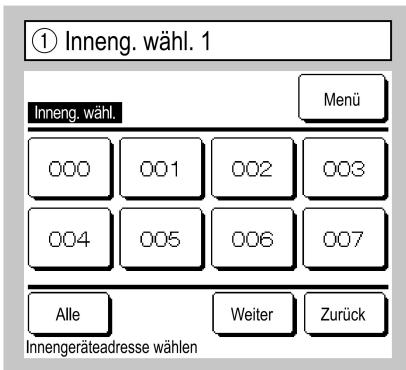 ① Inneng. wähl. 1
Menü
Inneng. wähl.
000 001 002 003
004 005 006 007
Alle Weiter Zurück
Innengeräteadresse wählen